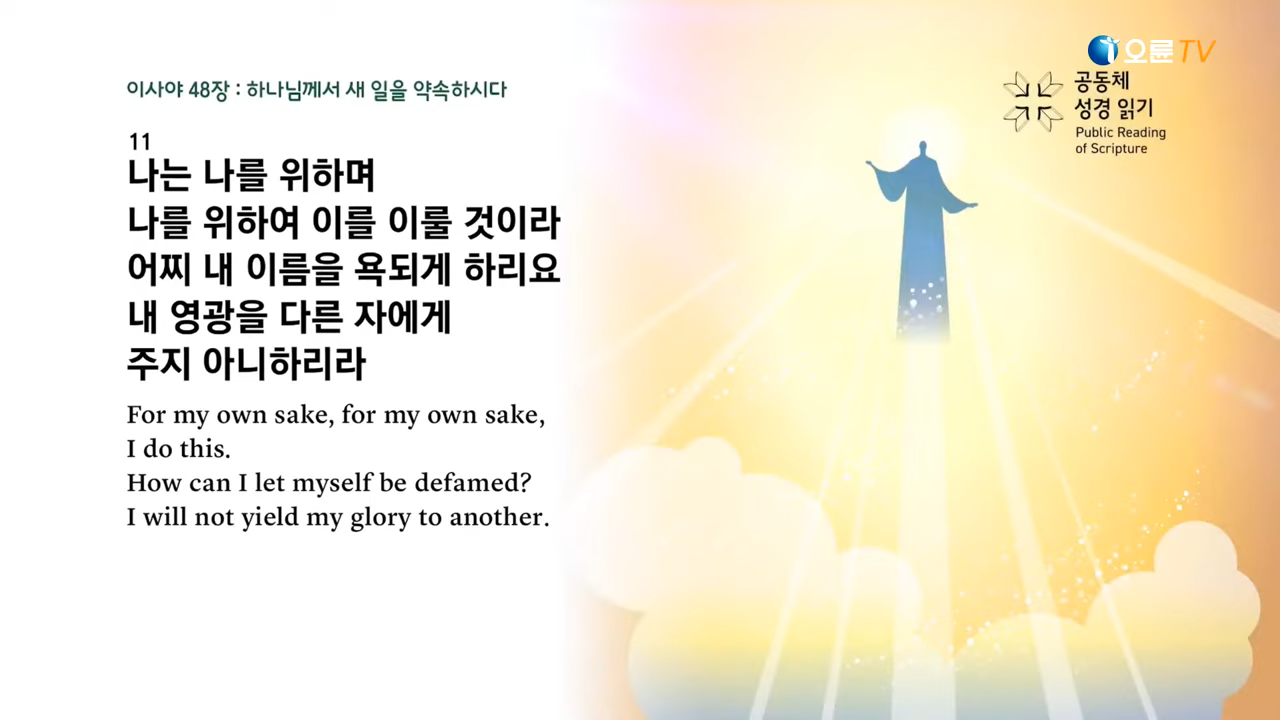 이사야 48장 : 하나님께서 새 일을 약속하시다
11
나는 나를 위하며
나를 위하여 이를 이룰 것이라
어찌 내 이름을 욕되게 하리요
내 영광을 다른 자에게
주지 아니하리라
For my own sake, for my own sake,
I do this.
How can I let myself be defamed?
I will not yield my glory to another.
오륜TV
공동체
성경 읽기
Public Reading
of Scripture